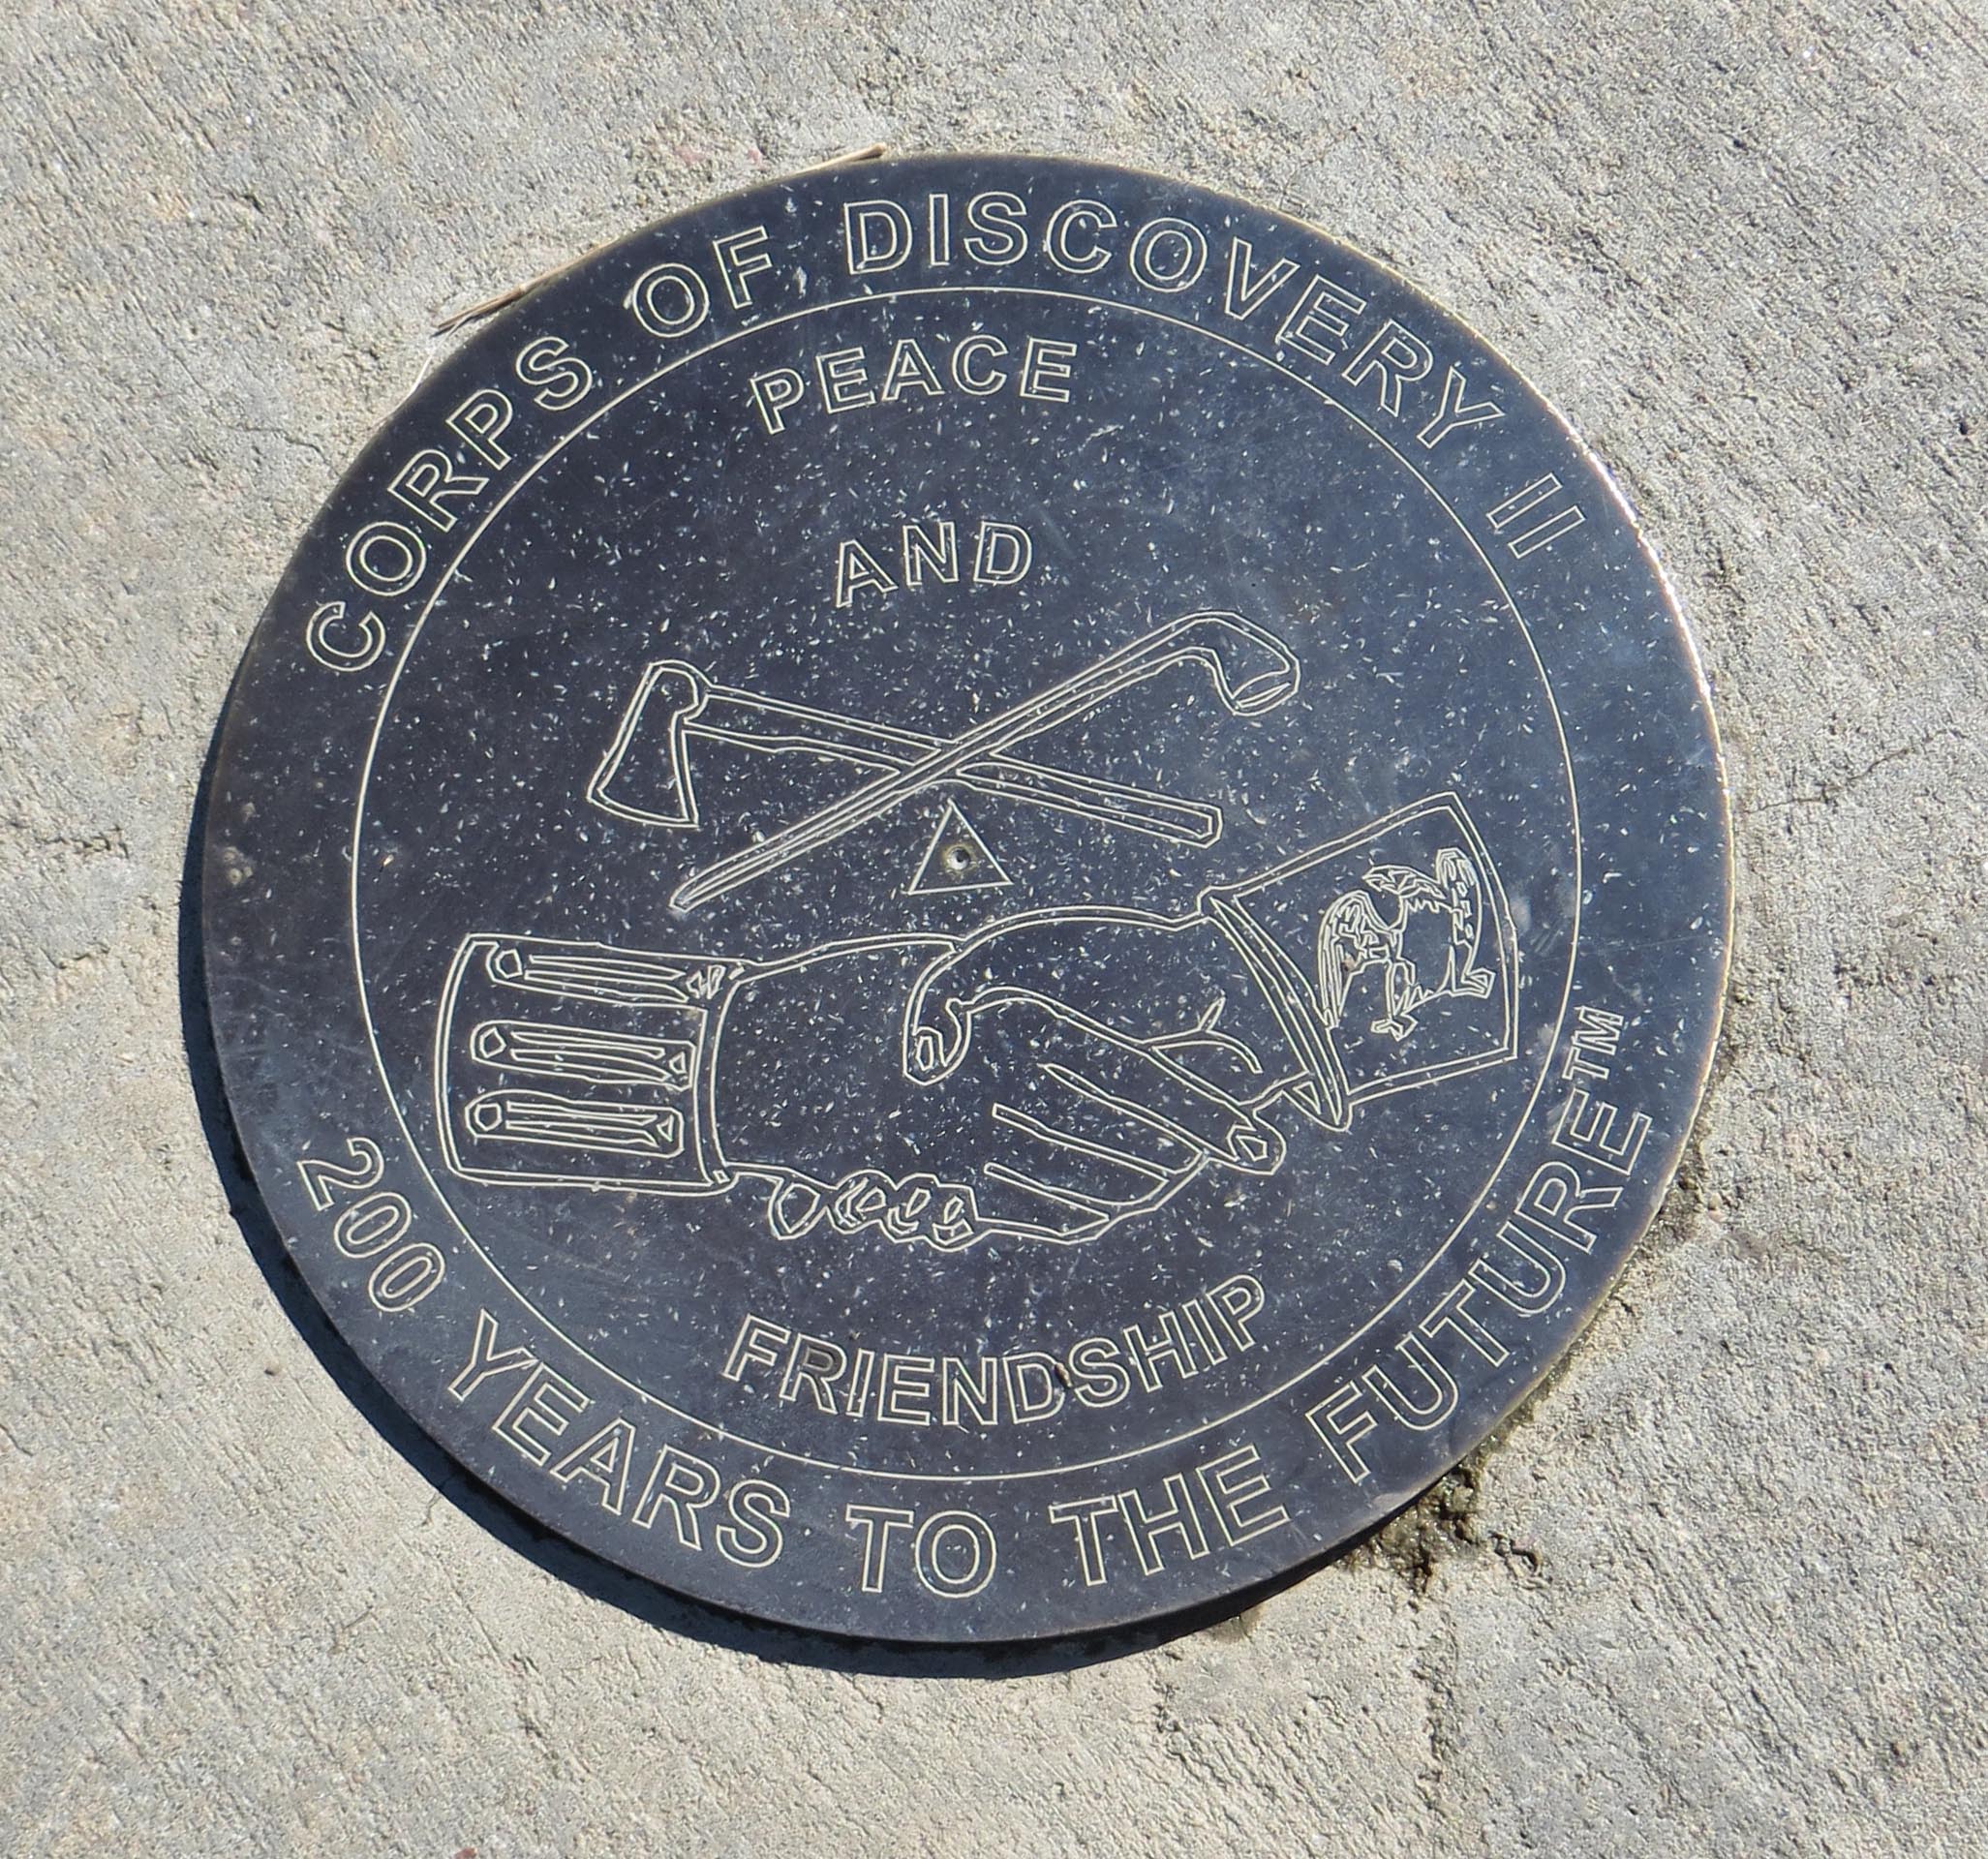 CORPS OF DISCOVERY II
PEACE
AND
FRIENDSHIP
200 YEARS TO THE FUTURE™